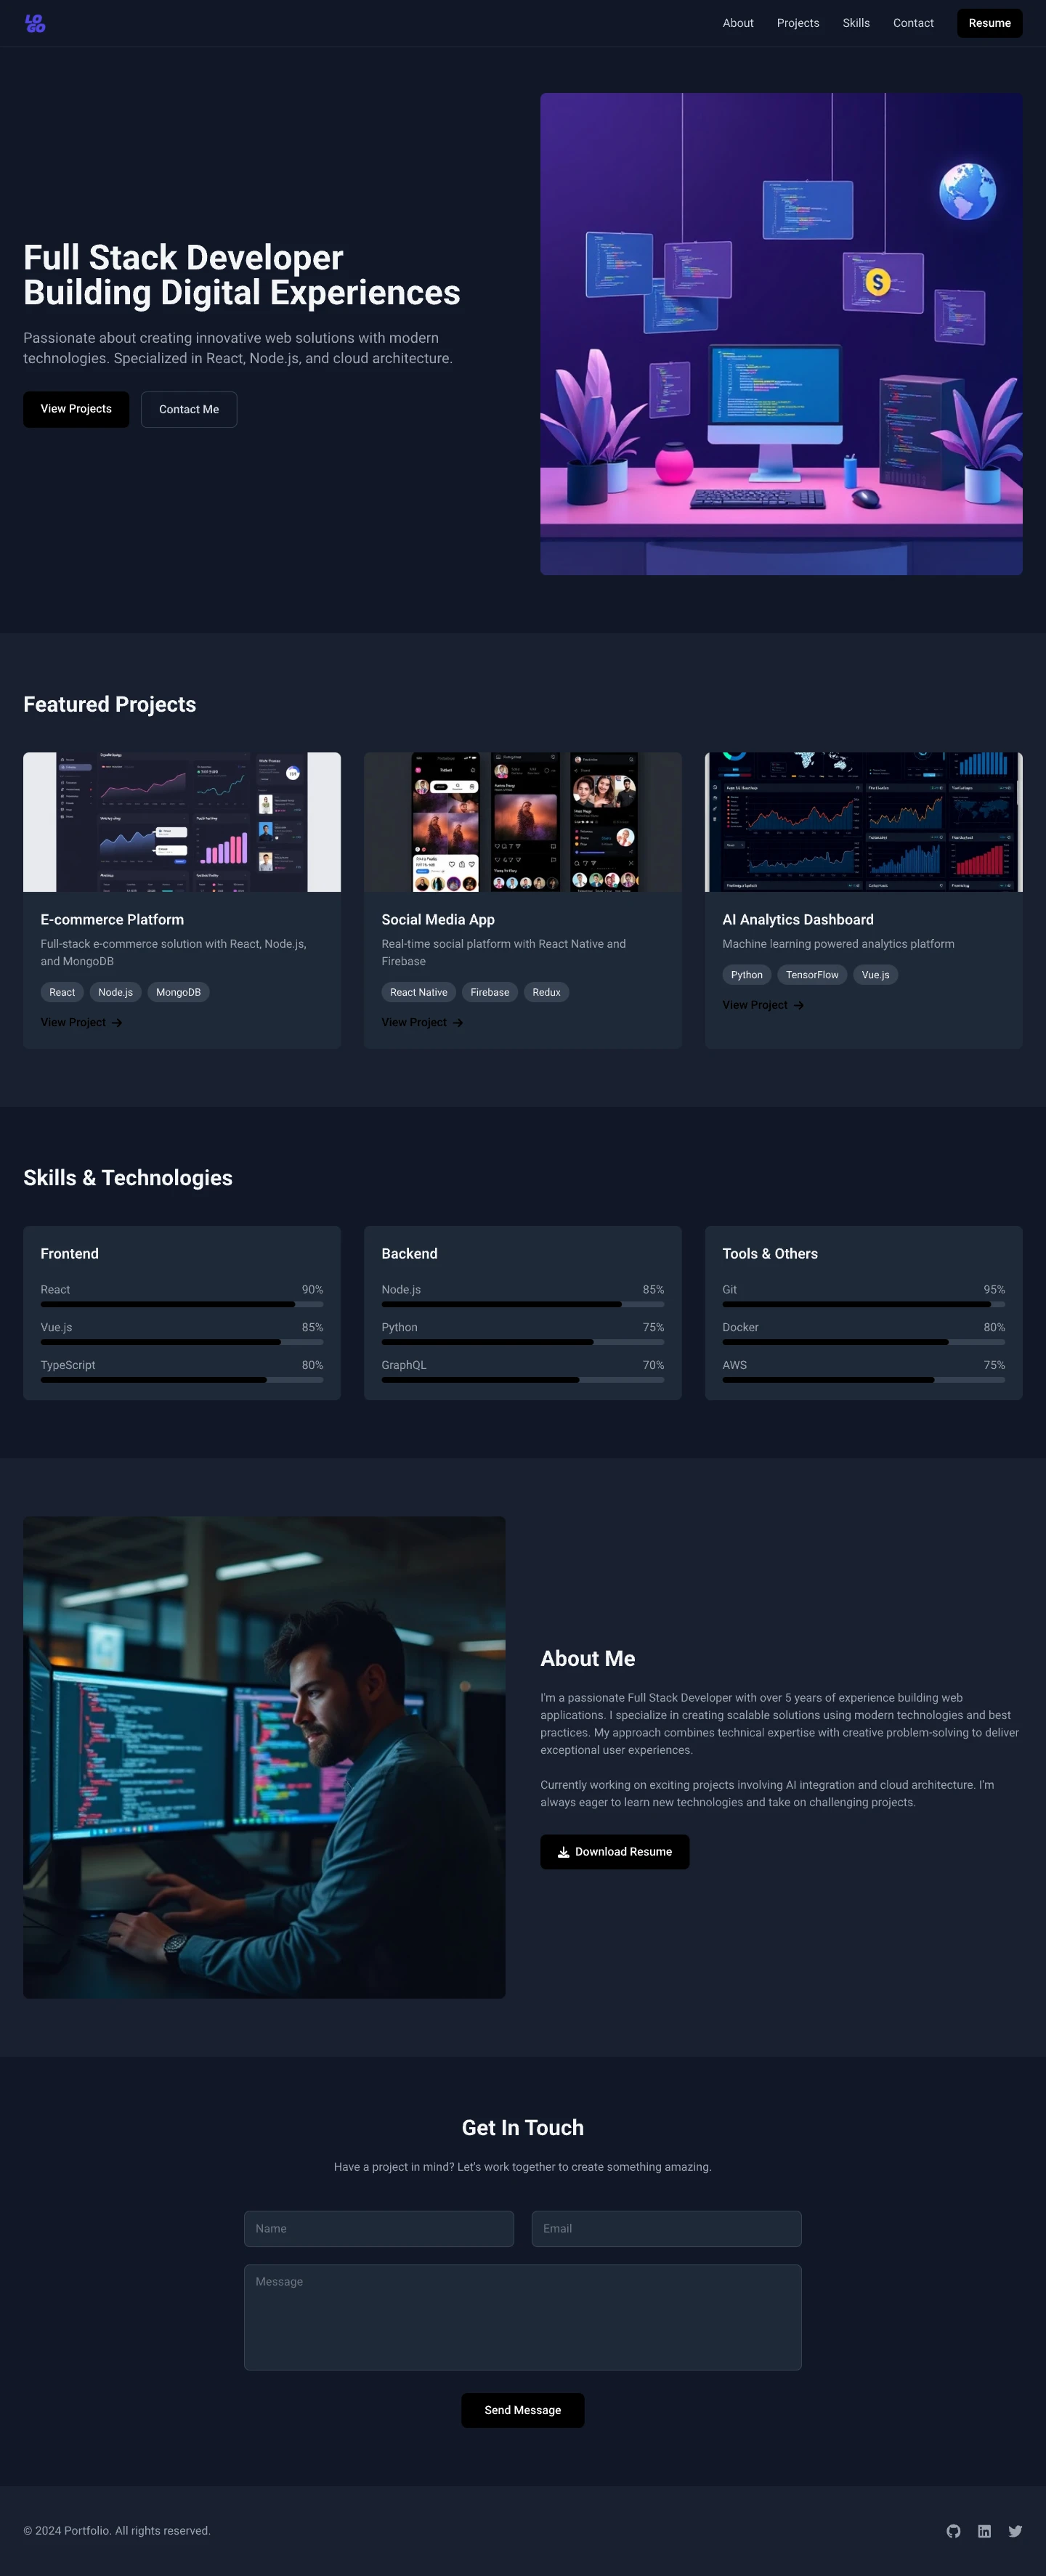 LO
GO
About
Projects
Skills
Contact
Resume
Full Stack Developer
Building Digital Experiences
Passionate about creating innovative web solutions with modern
technologies. Specialized in React, Node.js, and cloud architecture.
View Projects
Contact Me
Featured Projects
E-commerce Platform
Full-stack e-commerce solution with React, Node.js,
and MongoDB
React
Node.js
MongoDB
View Project
Social Media App
Real-time social platform with React Native and
Firebase
React Native
Firebase
Redux
View Project
AI Analytics Dashboard
Machine learning powered analytics platform
Python
TensorFlow
Vue.js
View Project
Skills & Technologies
Frontend
React 90%
Vue.js 85%
TypeScript 80%
Backend
Node.js 85%
Python 75%
GraphQL 70%
Tools & Others
Git 95%
Docker 80%
AWS 75%
About Me
I'm a passionate Full Stack Developer with over 5 years of experience building web
applications. I specialize in creating scalable solutions using modern technologies and best
practices. My approach combines technical expertise with creative problem-solving to deliver
exceptional user experiences.
Currently working on exciting projects involving AI integration and cloud architecture. I'm
always eager to learn new technologies and take on challenging projects.
Download Resume
Get In Touch
Have a project in mind? Let's work together to create something amazing.
Name
Email
Message
Send Message
© 2024 Portfolio. All rights reserved.